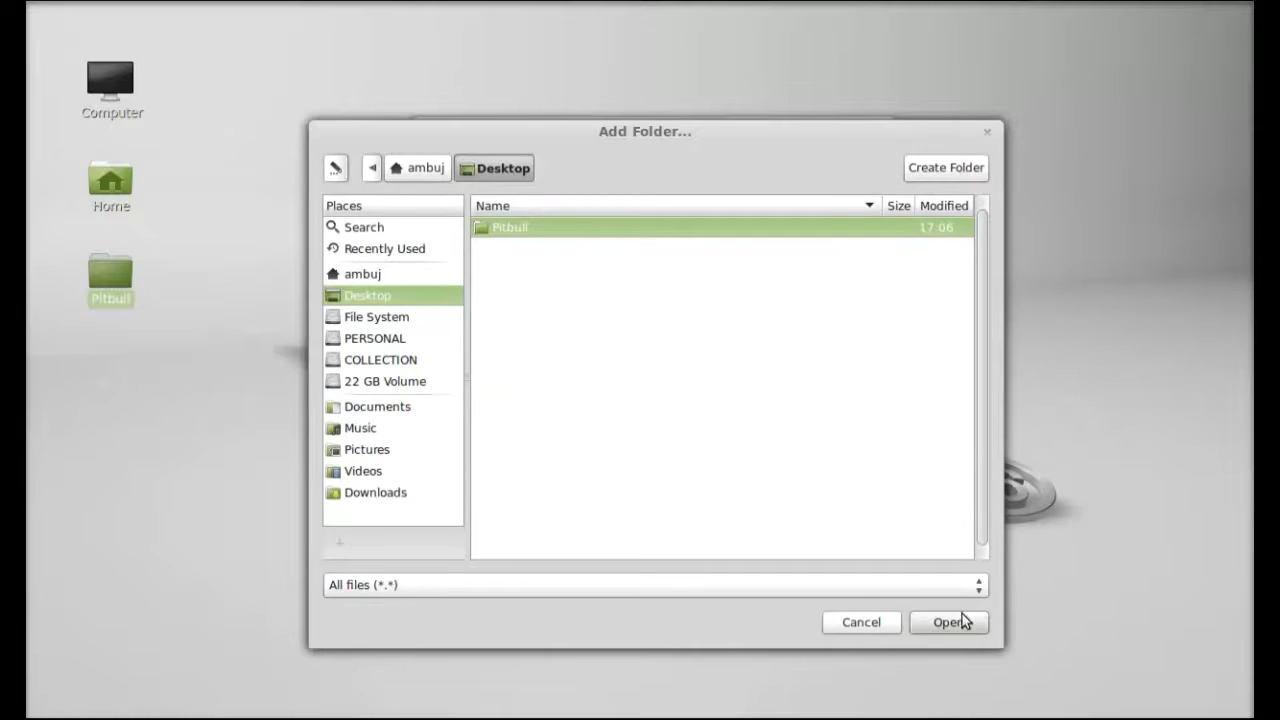 Computer
Home
Pitbull
Add Folder...
ambuj
Desktop
Create Folder
Places
Name
Size
Modified
Search
Pitbull
17:06
Recently Used
ambuj
Desktop
File System
PERSONAL
COLLECTION
22 GB Volume
Documents
Music
Pictures
Videos
Downloads
All files (*.*)
Cancel
Open